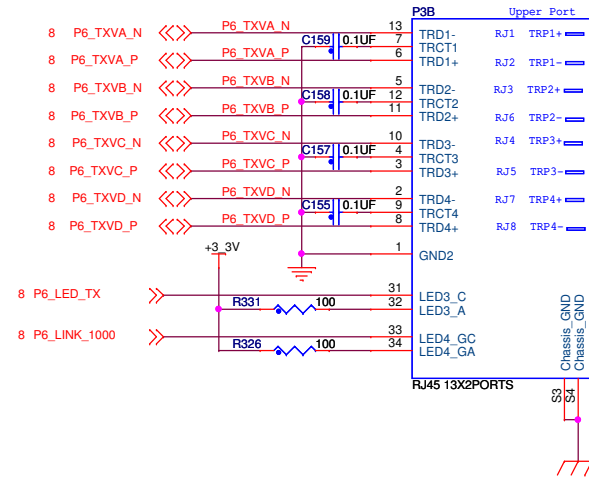 P3B Upper Port
8 P6_TXVA_N P6_TXVA_N 13 TRD1- RJ1 TRP1+
C159 0.1UF 7 TRCT1
8 P6_TXVA_P P6_TXVA_P 6 TRD1+ RJ2 TRP1-
8 P6_TXVB_N P6_TXVB_N 5 TRD2- RJ3 TRP2+
C158 0.1UF 12 TRCT2
8 P6_TXVB_P P6_TXVB_P 11 TRD2+ RJ6 TRP2-
8 P6_TXVC_N P6_TXVC_N 10 TRD3- RJ4 TRP3+
C157 0.1UF 4 TRCT3
8 P6_TXVC_P P6_TXVC_P 3 TRD3+ RJ5 TRP3-
8 P6_TXVD_N P6_TXVD_N 2 TRD4- RJ7 TRP4+
C155 0.1UF 9 TRCT4
8 P6_TXVD_P P6_TXVD_P 8 TRD4+ RJ8 TRP4-
+3_3V 1 GND2
8 P6_LED_TX 31 LED3_C
R331 100 32 LED3_A
8 P6_LINK_1000 33 LED4_GC
R326 100 34 LED4_GA
Chassis_GND
Chassis_GND
RJ45 13X2PORTS
S3
S4